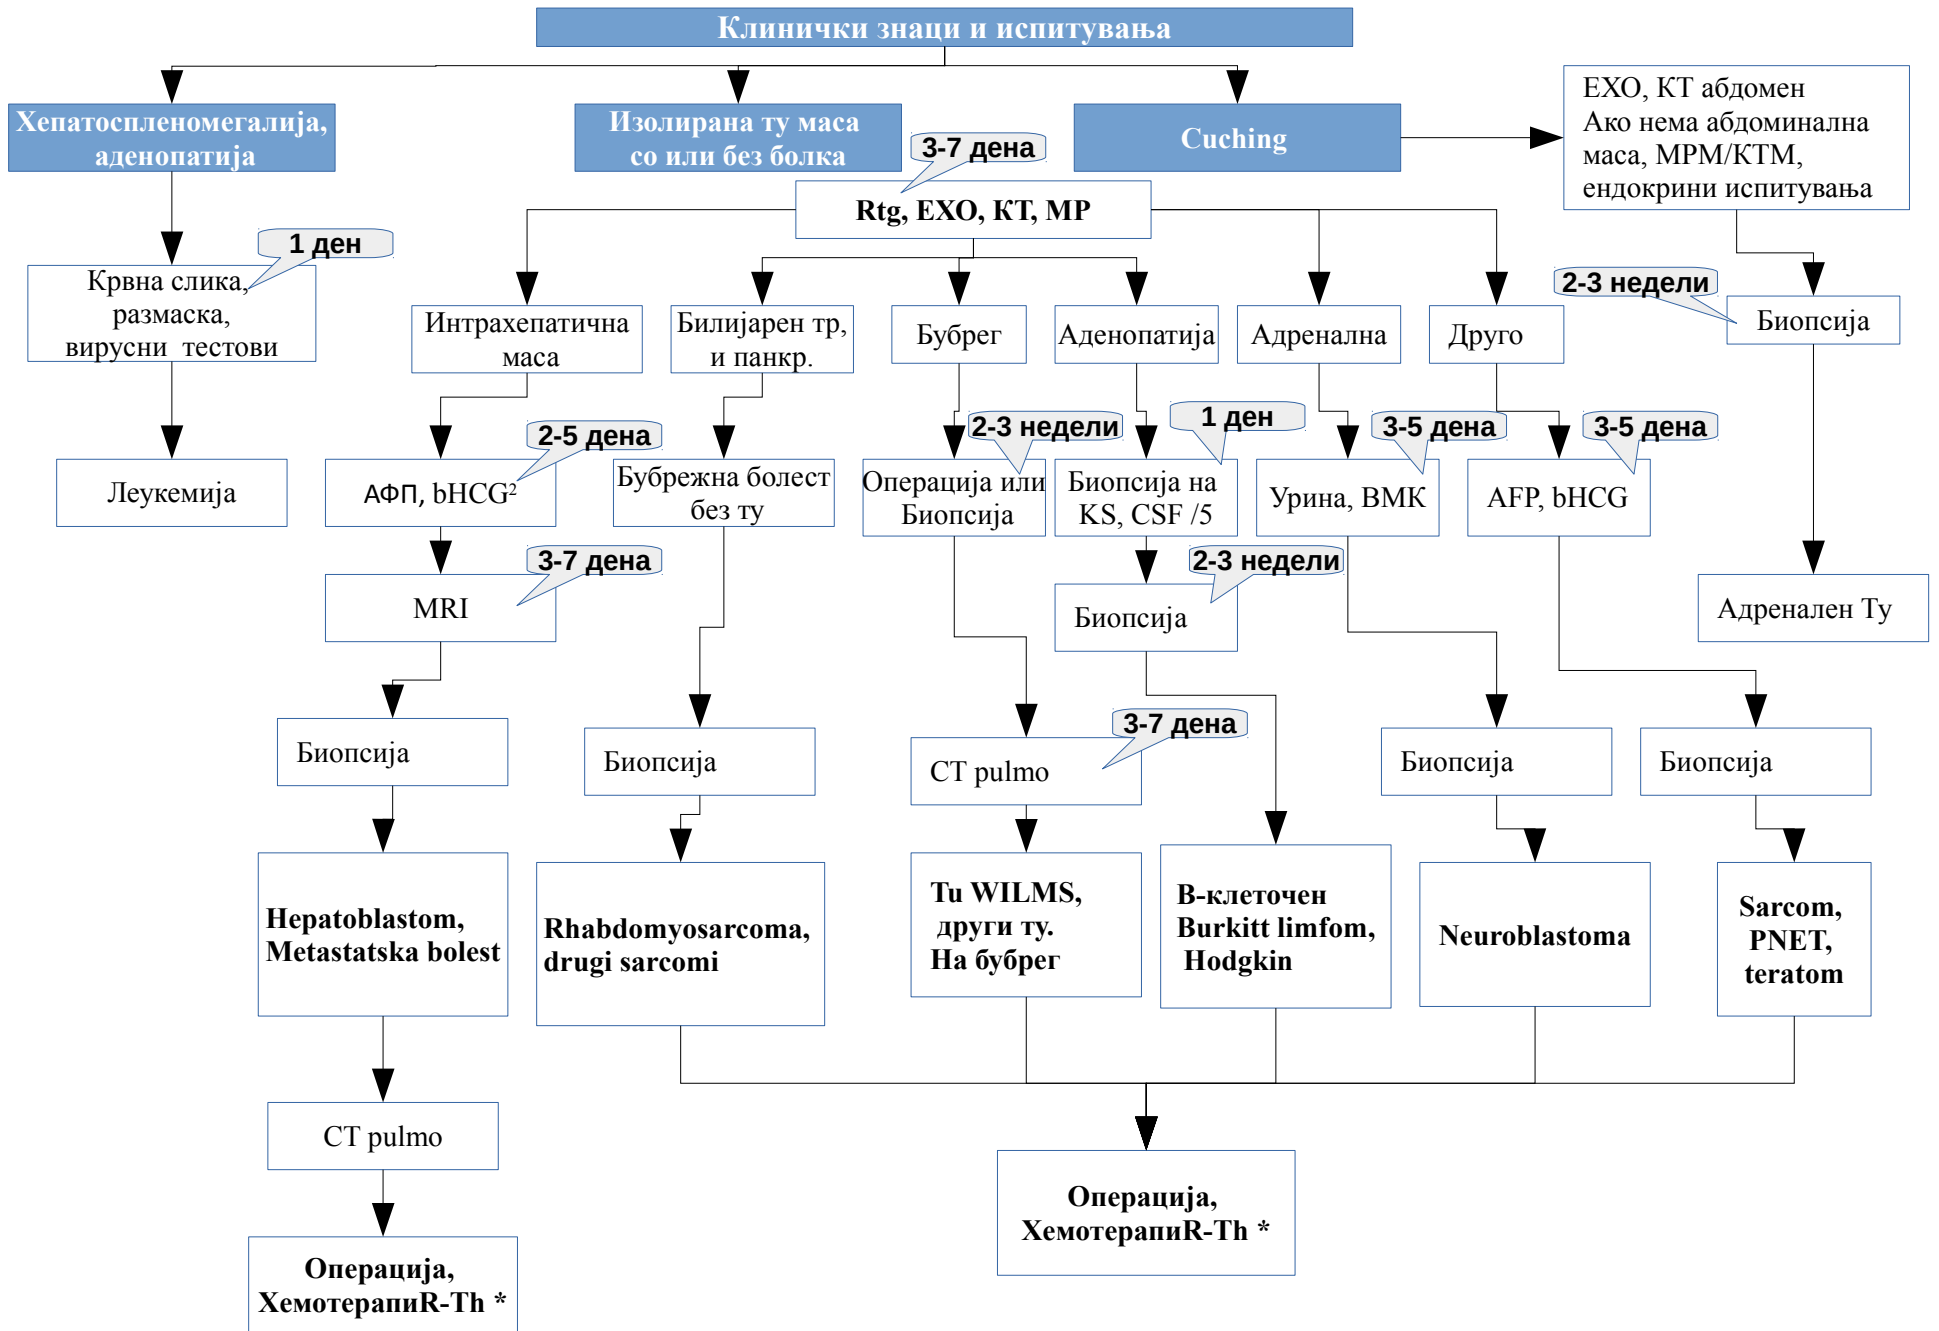 Клинички знаци и испитувања
Хепатоспленомегалија,
аденопатија
Изолирана ту маса
со или без болка
Cuching
ЕХО, КТ абдомен
Ако нема абдоминална
маса, МРМ/КТМ,
ендокрини испитувања
3-7 дена
Rtg, ЕХО, КТ, МР
1 ден
Крвна слика,
размаска,
вирусни тестови
2-3 недели
Биопсија
Интрахепатична
маса
Билијарен тр,
и панкр.
Бубрег
Аденопатија
Адренална
Друго
2-5 дена
2-3 недели
1 ден
3-5 дена
3-5 дена
Леукемија
АФП, bHCG²
Бубрежна болест
без ту
Операција или
Биопсија
Биопсија на
KS, CSF /5
Урина, ВМК
AFP, bHCG
3-7 дена
2-3 недели
MRI
Биопсија
Адренален Ту
3-7 дена
Биопсија
Биопсија
CT pulmo
Биопсија
Биопсија
Hepatoblastom,
Metastatska bolest
Rhabdomyosarcoma,
drugi sarcomi
Tu WILMS,
други ту.
На бубрег
В-клеточен
Burkitt limfom,
Hodgkin
Neuroblastoma
Sarcom,
PNET,
teratom
CT pulmo
Операција,
ХемотерапиR-Th *
Операција,
ХемотерапиR-Th *